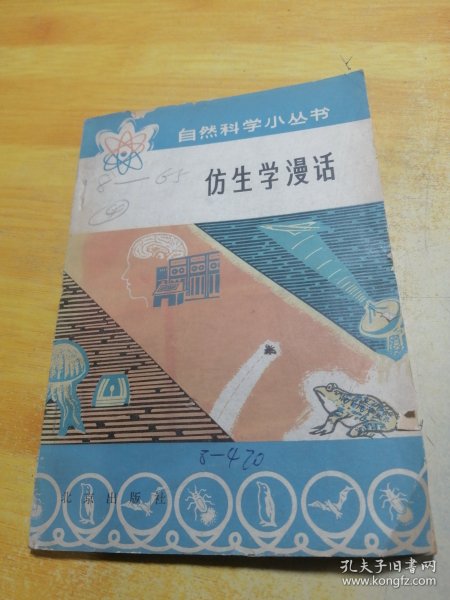 自然科学小丛书
8—65
仿生学漫话
8-420
北京出版社
孔夫子旧书网
www.kongfz.com